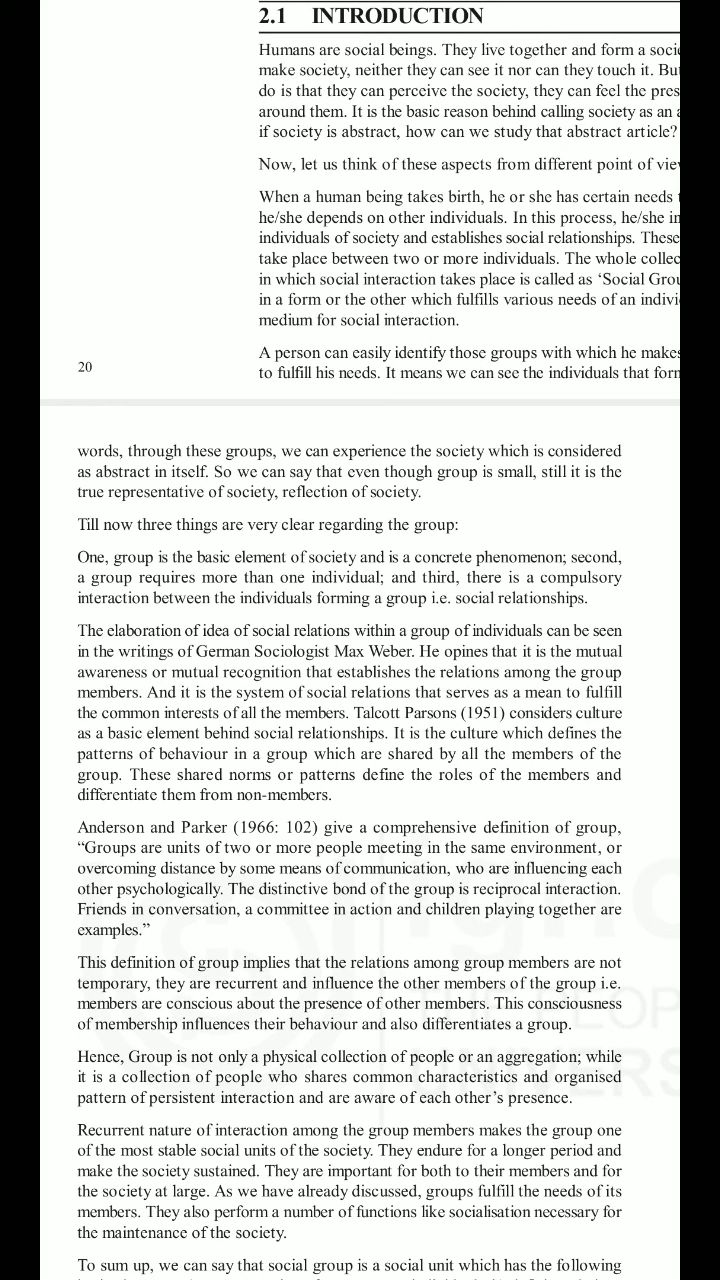 2.1 INTRODUCTION
Humans are social beings. They live together and form a
make society, neither they can see it nor can they touch it.
do is that they can perceive the society, they can feel the
around them. It is the basic reason behind calling society as an
if society is abstract, how can we study that abstract article?
Now, let us think of these aspects from different point of
When a human being takes birth, he or she has certain needs
he/she depends on other individuals. In this process, he/she
individuals of society and establishes social relationships. These
take place between two or more individuals. The whole
in which social interaction takes place is called as ‘Social
in a form or the other which fulfills various needs of an
medium for social interaction.
A person can easily identify those groups with which he makes
20
to fulfill his needs. It means we can see the individuals that
words, through these groups, we can experience the society which is considered
as abstract in itself. So we can say that even though group is small, still it is the
true representative of society, reflection of society.
Till now three things are very clear regarding the group:
One, group is the basic element of society and is a concrete phenomenon; second,
a group requires more than one individual; and third, there is a compulsory
interaction between the individuals forming a group i.e. social relationships.
The elaboration of idea of social relations within a group of individuals can be seen
in the writings of German Sociologist Max Weber. He opines that it is the mutual
awareness or mutual recognition that establishes the relations among the group
members. And it is the system of social relations that serves as a mean to fulfill
the common interests of all the members. Talcott Parsons (1951) considers culture
as a basic element behind social relationships. It is the culture which defines the
patterns of behaviour in a group which are shared by all the members of the
group. These shared norms or patterns define the roles of the members and
differentiate them from non-members.
Anderson and Parker (1966: 102) give a comprehensive definition of group,
“Groups are units of two or more people meeting in the same environment, or
overcoming distance by some means of communication, who are influencing each
other psychologically. The distinctive bond of the group is reciprocal interaction.
Friends in conversation, a committee in action and children playing together are
examples.”
This definition of group implies that the relations among group members are not
temporary, they are recurrent and influence the other members of the group i.e.
members are conscious about the presence of other members. This consciousness
of membership influences their behaviour and also differentiates a group.
Hence, Group is not only a physical collection of people or an aggregation; while
it is a collection of people who shares common characteristics and organised
pattern of persistent interaction and are aware of each other’s presence.
Recurrent nature of interaction among the group members makes the group one
of the most stable social units of the society. They endure for a longer period and
make the society sustained. They are important for both to their members and for
the society at large. As we have already discussed, groups fulfill the needs of its
members. They also perform a number of functions like socialisation necessary for
the maintenance of the society.
To sum up, we can say that social group is a social unit which has the following